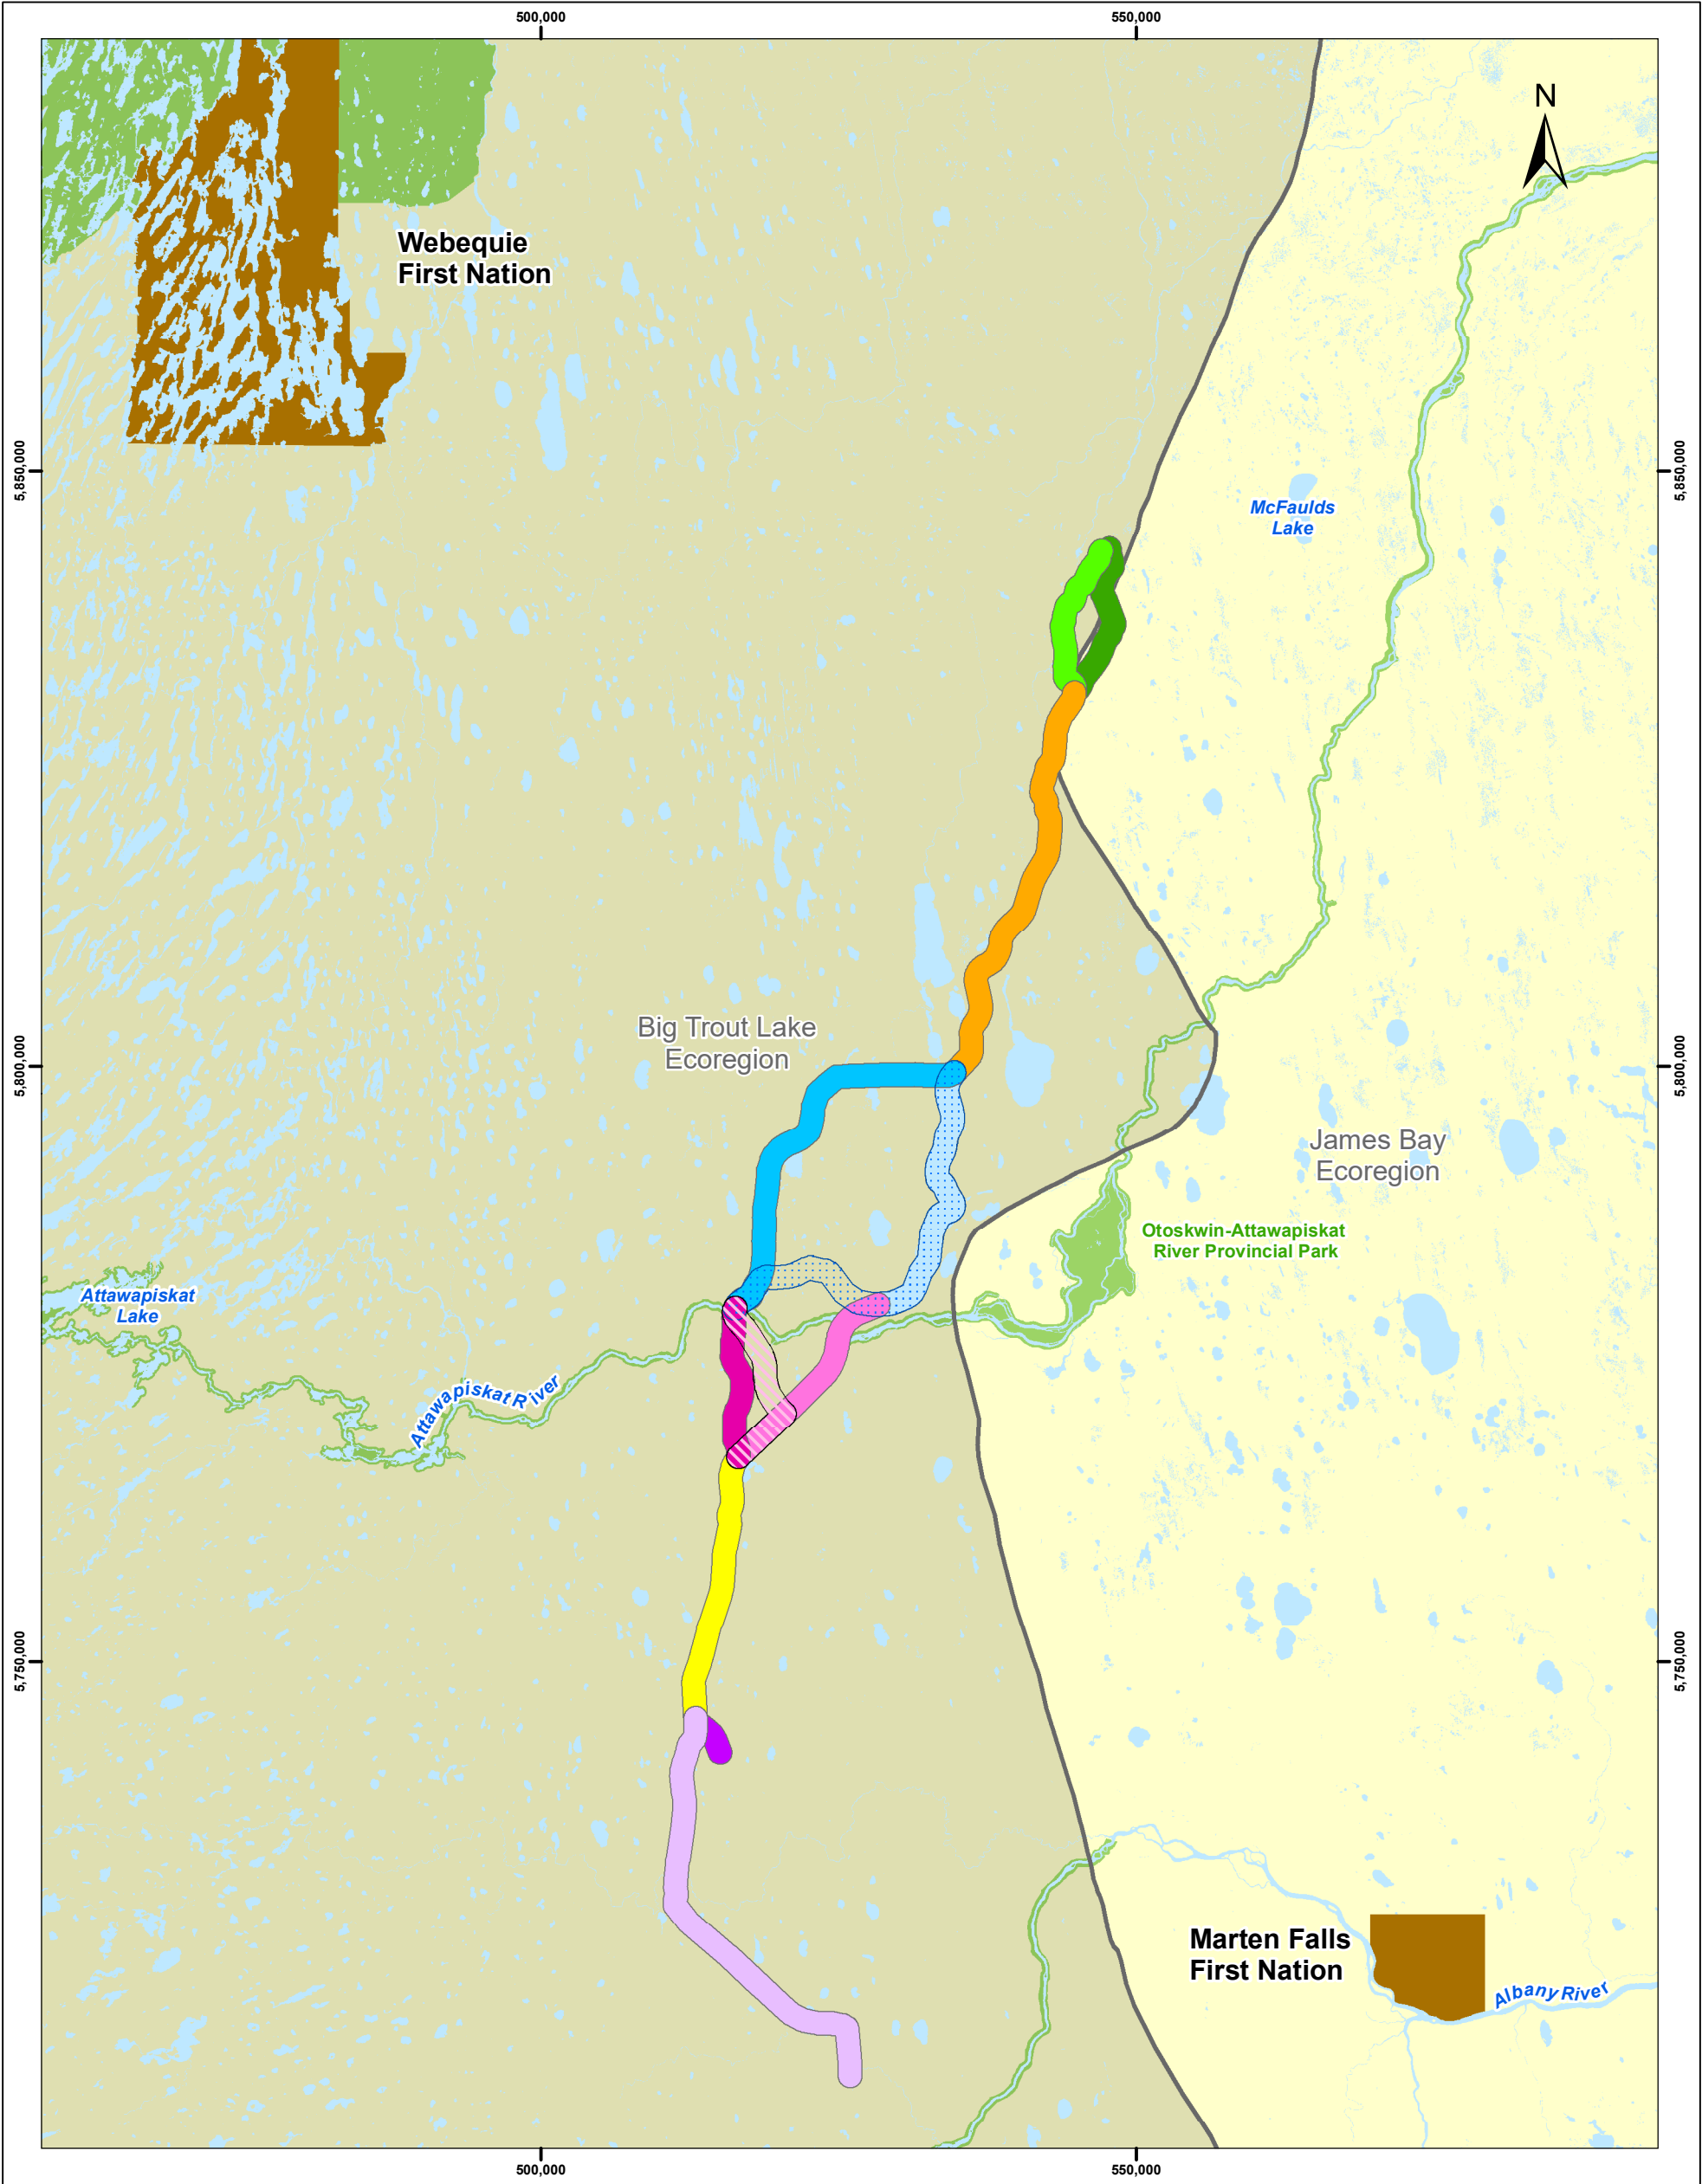 500,000
550,000
N
Webequie
First Nation
5,850,000
5,850,000
McFaulds
Lake
Big Trout Lake
Ecoregion
5,800,000
5,800,000
James Bay
Ecoregion
Otoskwin-Attawapiskat
River Provincial Park
Attawapiskat
Lake
Attawapiskat River
5,750,000
5,750,000
Marten Falls
First Nation
Albany River
500,000
550,000